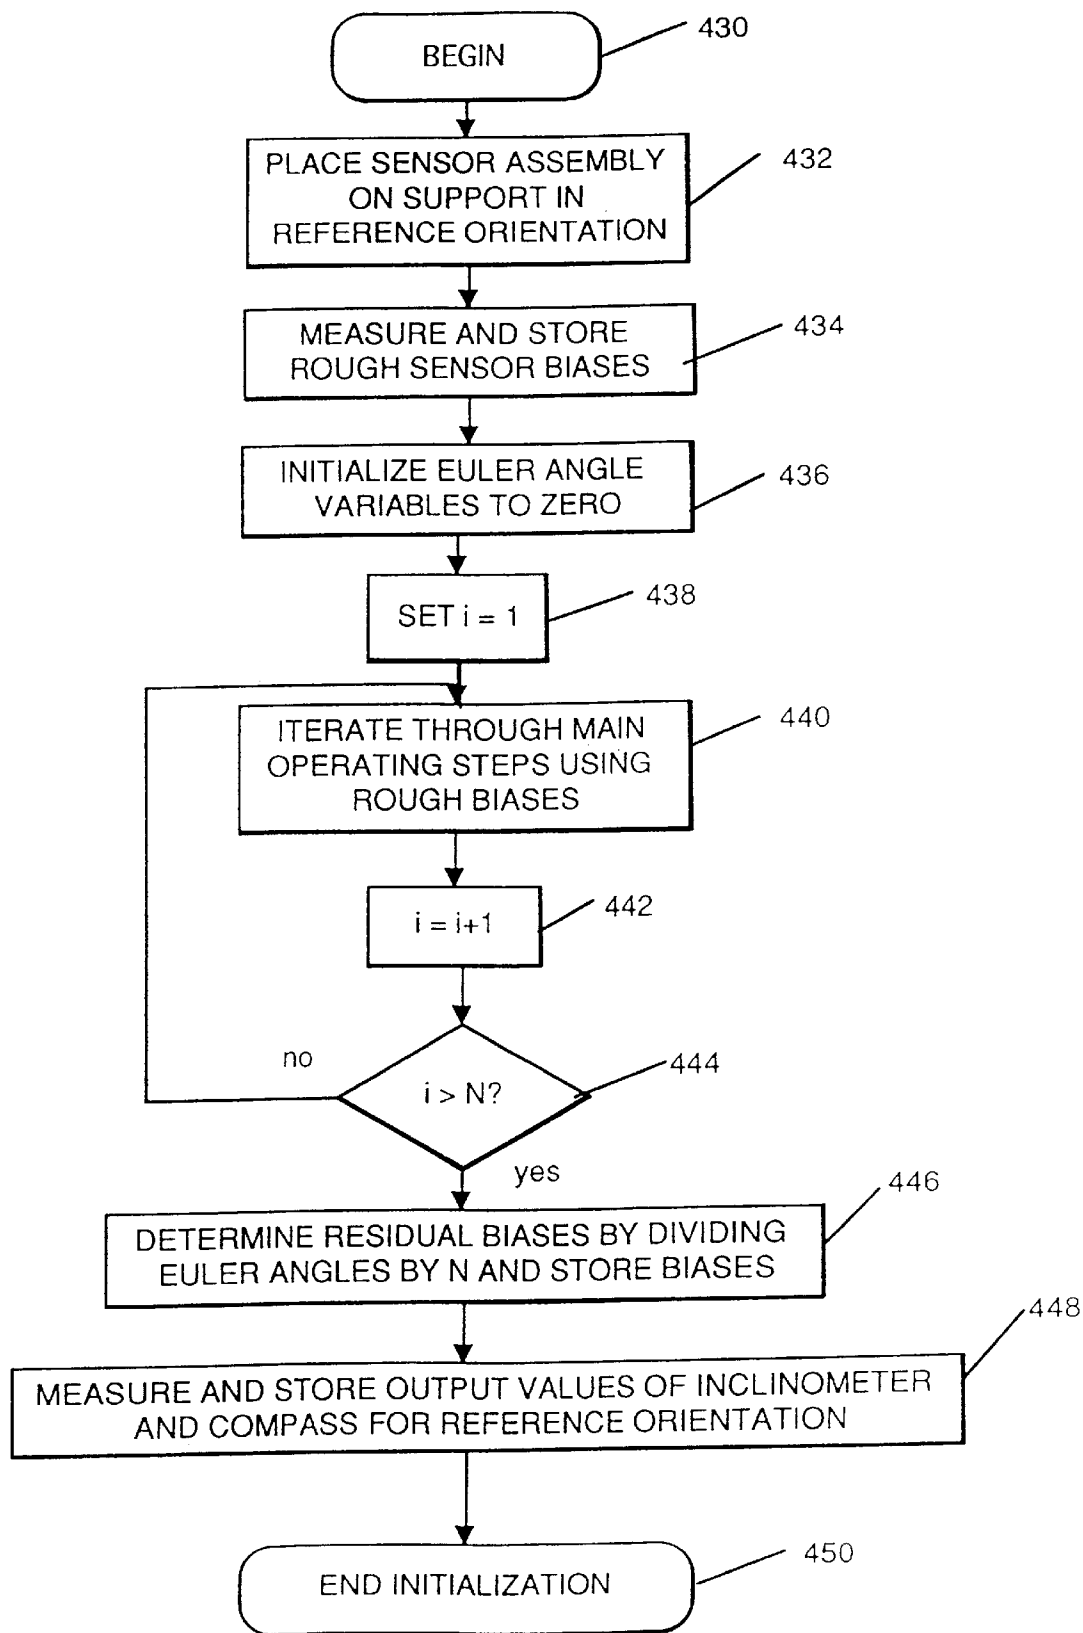 BEGIN
430
PLACE SENSOR ASSEMBLY
ON SUPPORT IN
REFERENCE ORIENTATION
432
MEASURE AND STORE
ROUGH SENSOR BIASES
434
INITIALIZE EULER ANGLE
VARIABLES TO ZERO
436
SET i = 1
438
ITERATE THROUGH MAIN
OPERATING STEPS USING
ROUGH BIASES
440
i = i+1
442
no
i > N?
444
yes
DETERMINE RESIDUAL BIASES BY DIVIDING
EULER ANGLES BY N AND STORE BIASES
446
MEASURE AND STORE OUTPUT VALUES OF INCLINOMETER
AND COMPASS FOR REFERENCE ORIENTATION
448
END INITIALIZATION
450